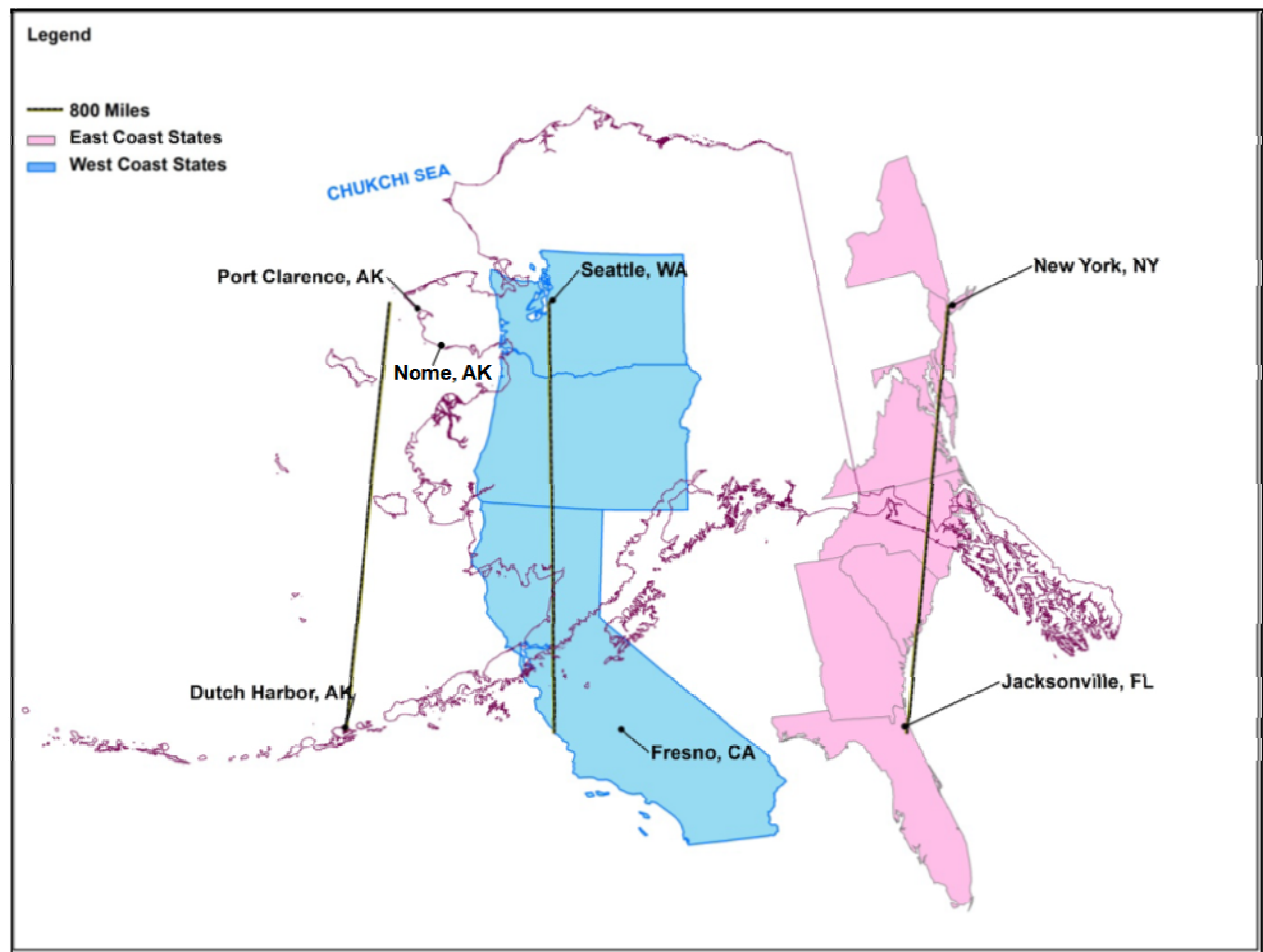 Legend
800 Miles
East Coast States
West Coast States
CHUKCHI SEA
Port Clarence, AK
Seattle, WA
New York, NY
Nome, AK
Dutch Harbor, AK
Jacksonville, FL
Fresno, CA